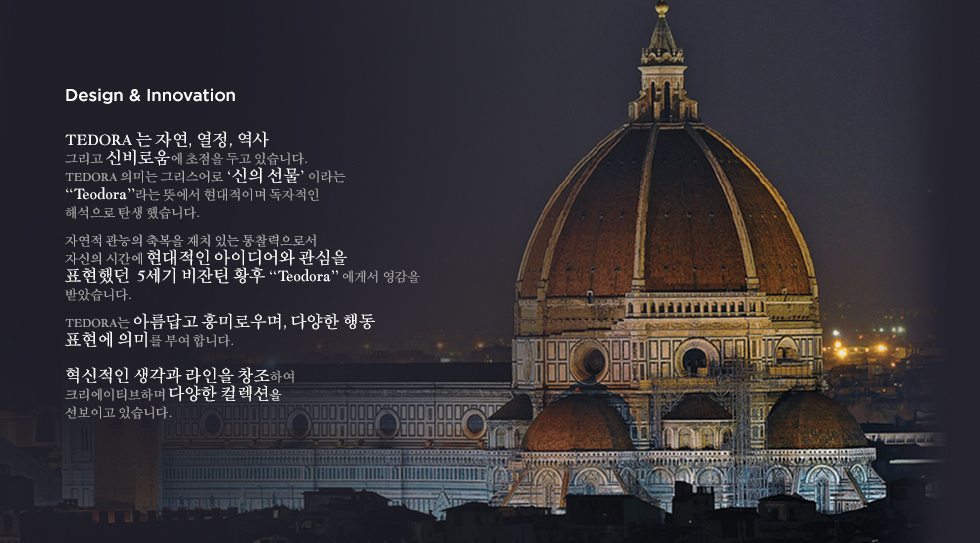 Design & Innovation
TEDORA 는 자연, 열정, 역사
그리고 신비로움에 초점을 두고 있습니다.
TEDORA 의미는 그리스어로 ‘신의 선물’ 이라는
“Teodora”라는 뜻에서 현대적이며 독자적인
해석으로 탄생 했습니다.
자연적 관능의 축복을 재치 있는 통찰력으로서
자신의 시간에 현대적인 아이디어와 관심을
표현했던 5세기 비잔틴 황후 “Teodora” 에게서 영감을
받았습니다.
TEDORA는 아름답고 흥미로우며, 다양한 행동
표현에 의미를 부여 합니다.
혁신적인 생각과 라인을 창조하여
크리에이티브하며 다양한 컬렉션을
선보이고 있습니다.